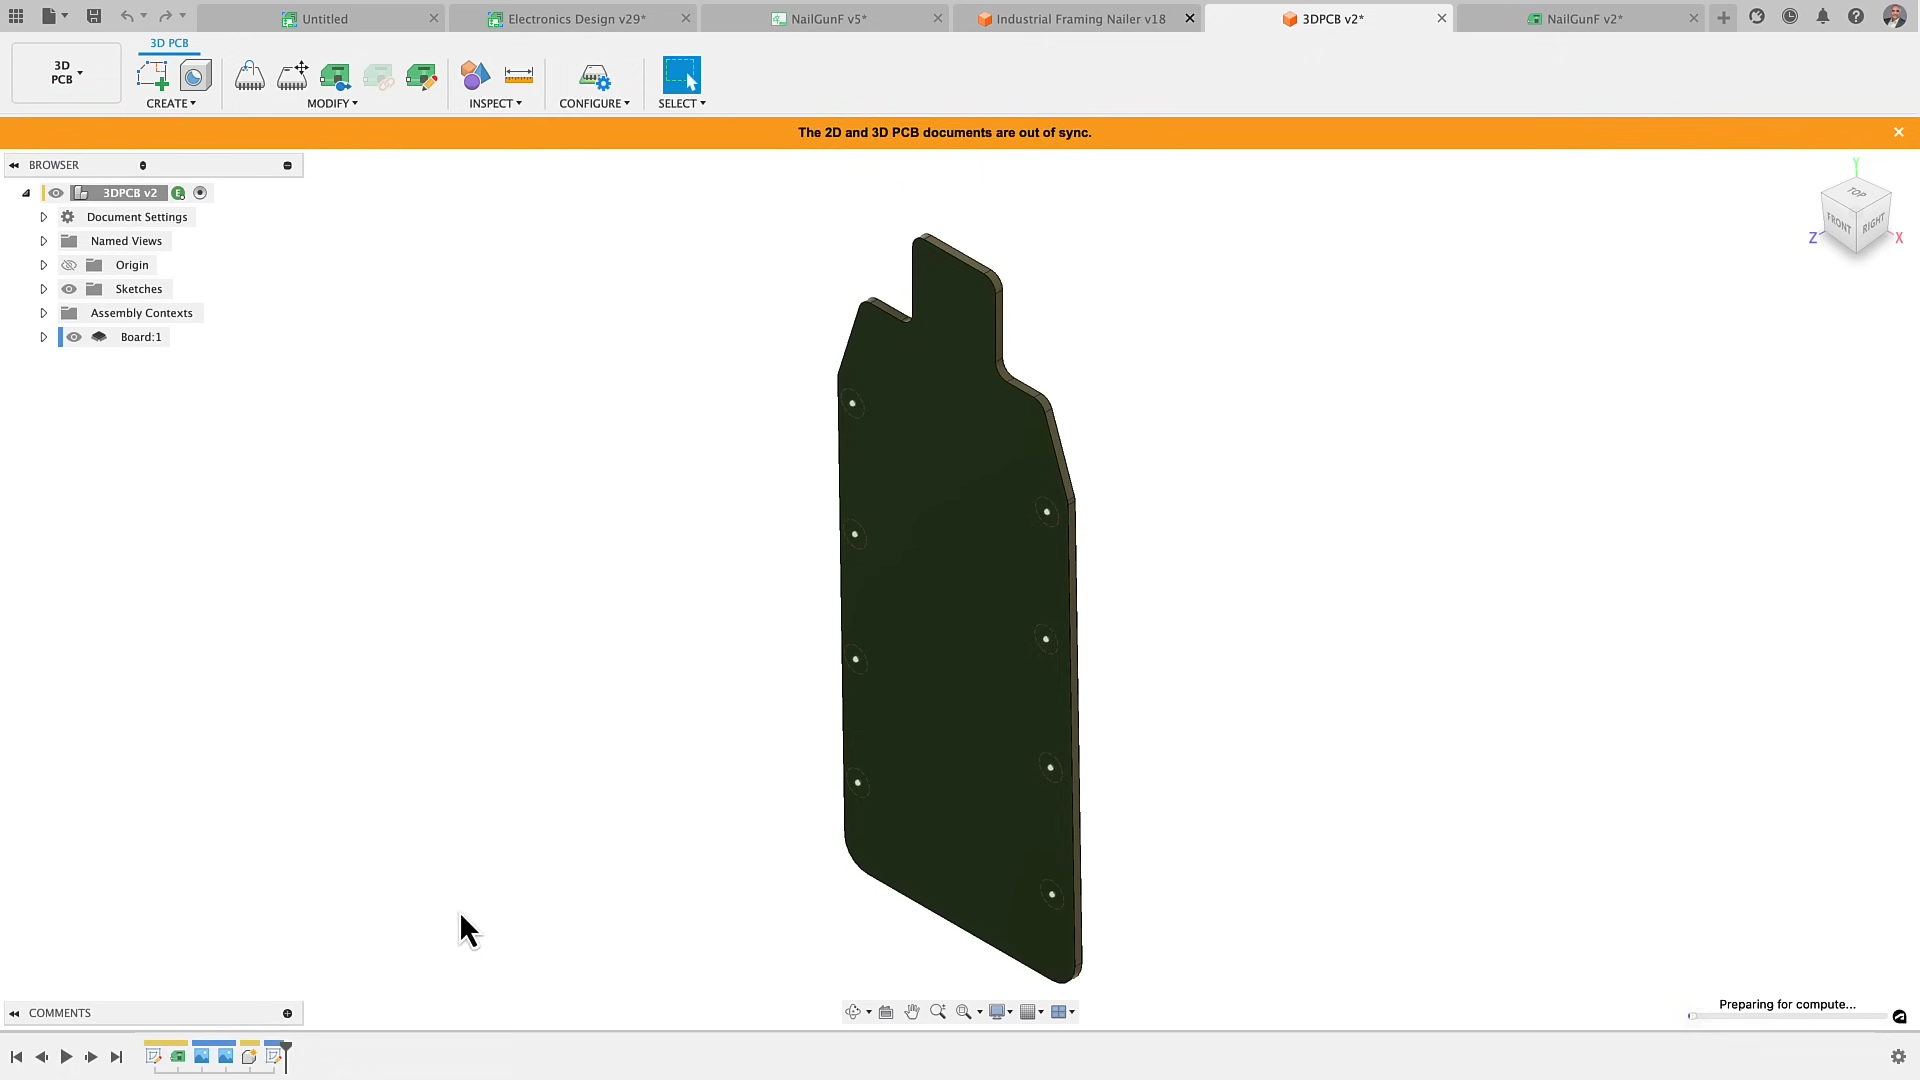 Untitled
Electronics Design v29*
NailGunF v5*
Industrial Framing Nailer v18
3DPCB v2*
NailGunF v2*
3D PCB
3D
PCB
CREATE
MODIFY
INSPECT
CONFIGURE
SELECT
The 2D and 3D PCB documents are out of sync.
BROWSER
3DPCB v2
Document Settings
Named Views
Origin
Sketches
Assembly Contexts
Board:1
Y
TOP
FRONT
RIGHT
Z
X
Preparing for compute...
COMMENTS